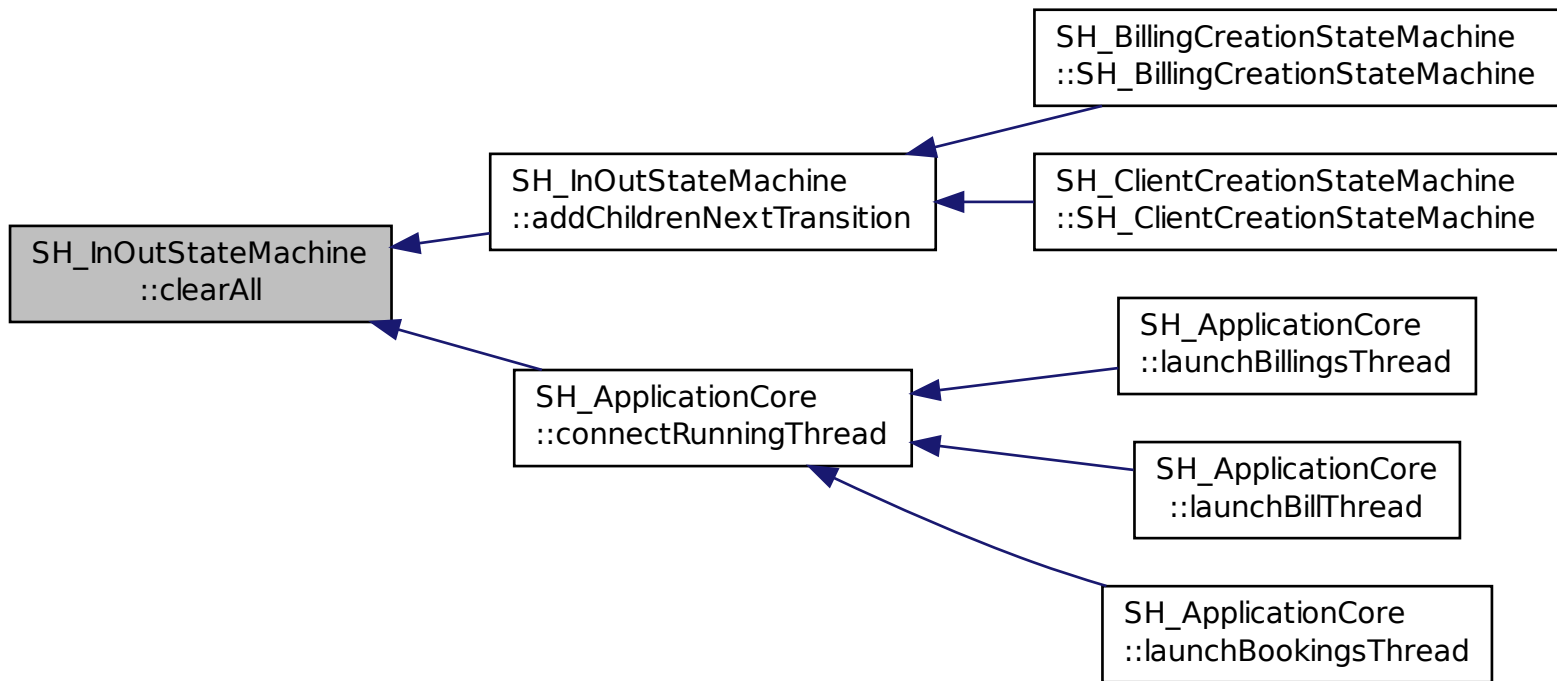 SH_BillingCreationStateMachine
::SH_BillingCreationStateMachine
SH_InOutStateMachine
::addChildrenNextTransition
SH_ClientCreationStateMachine
::SH_ClientCreationStateMachine
SH_InOutStateMachine
::clearAll
SH_ApplicationCore
::launchBillingsThread
SH_ApplicationCore
::connectRunningThread
SH_ApplicationCore
::launchBillThread
SH_ApplicationCore
::launchBookingsThread